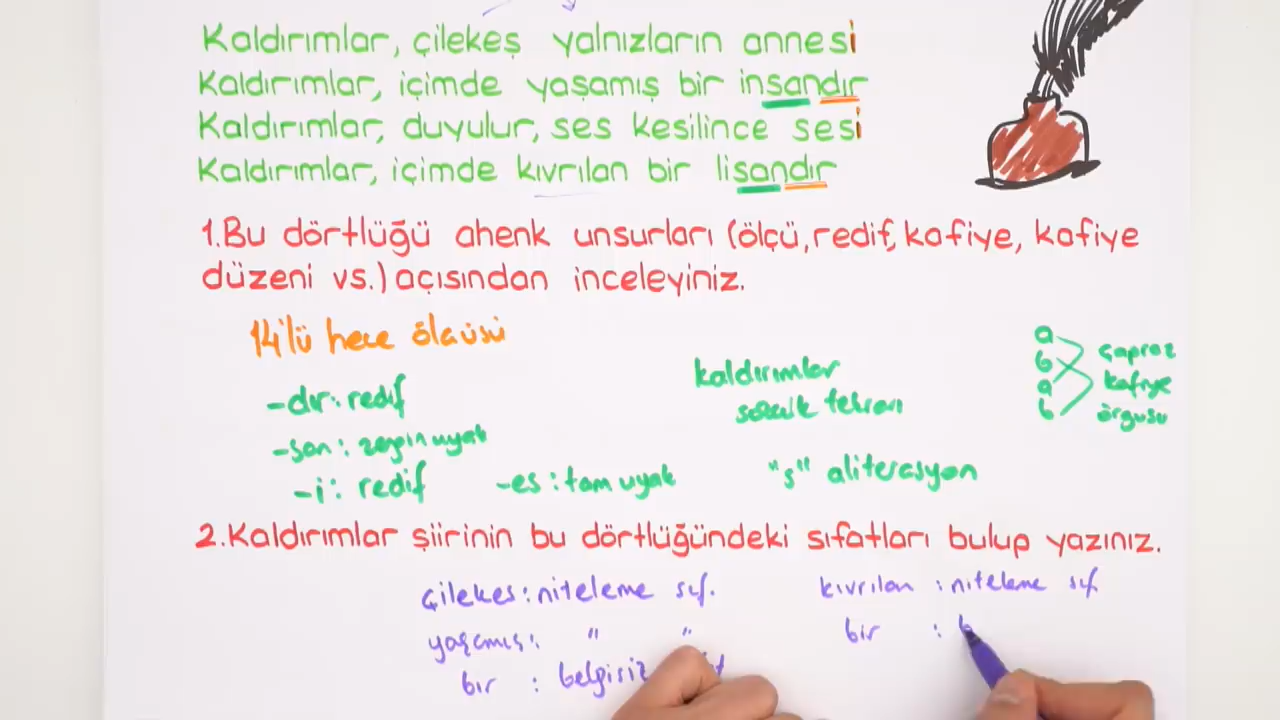 Kaldırımlar, çilekeş yalnızların annesi
Kaldırımlar, içimde yaşamış bir insandır
Kaldırımlar, duyulur, ses kesilince sesi
Kaldırımlar, içimde kıvrılan bir lisandır
1.Bu dörtlüğü ahenk unsurları (ölçü, redif, kafiye, kafiye
düzeni vs.) açısından inceleyiniz.
14'lü hece ölçüsü
-dır: redif
-san: zengin uyak
-i: redif
-es: tam uyak
kaldırımlar
sözcük tekrarı
"s" aliterasyon
a
b
a
b
çapraz
kafiye
örgüsü
2.Kaldırımlar şiirinin bu dörtlüğündeki sıfatları bulup yazınız.
çilekeş: niteleme sıf.
yaşamış: " "
bir : belgisiz
kıvrılan : niteleme sıf
bir : b